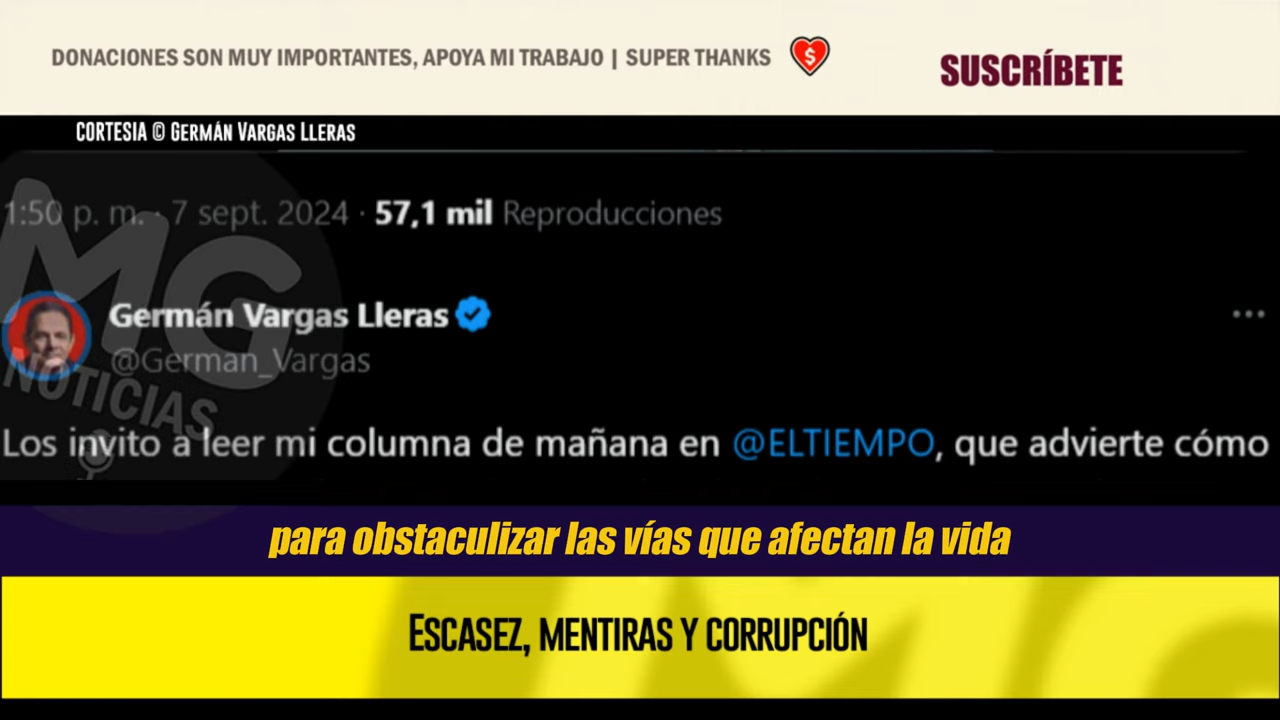 DONACIONES SON MUY IMPORTANTES, APOYA MI TRABAJO | SUPER THANKS $
SUSCRÍBETE
CORTESIA © GERMÁN VARGAS LLERAS
1:50 p. m. · 7 sept. 2024 · 57,1 mil Reproducciones
MG
NOTICIAS
Germán Vargas Lleras
@German_Vargas
Los invito a leer mi columna de mañana en @ELTIEMPO, que advierte cómo
para obstaculizar las vías que afectan la vida
ESCASEZ, MENTIRAS Y CORRUPCIÓN